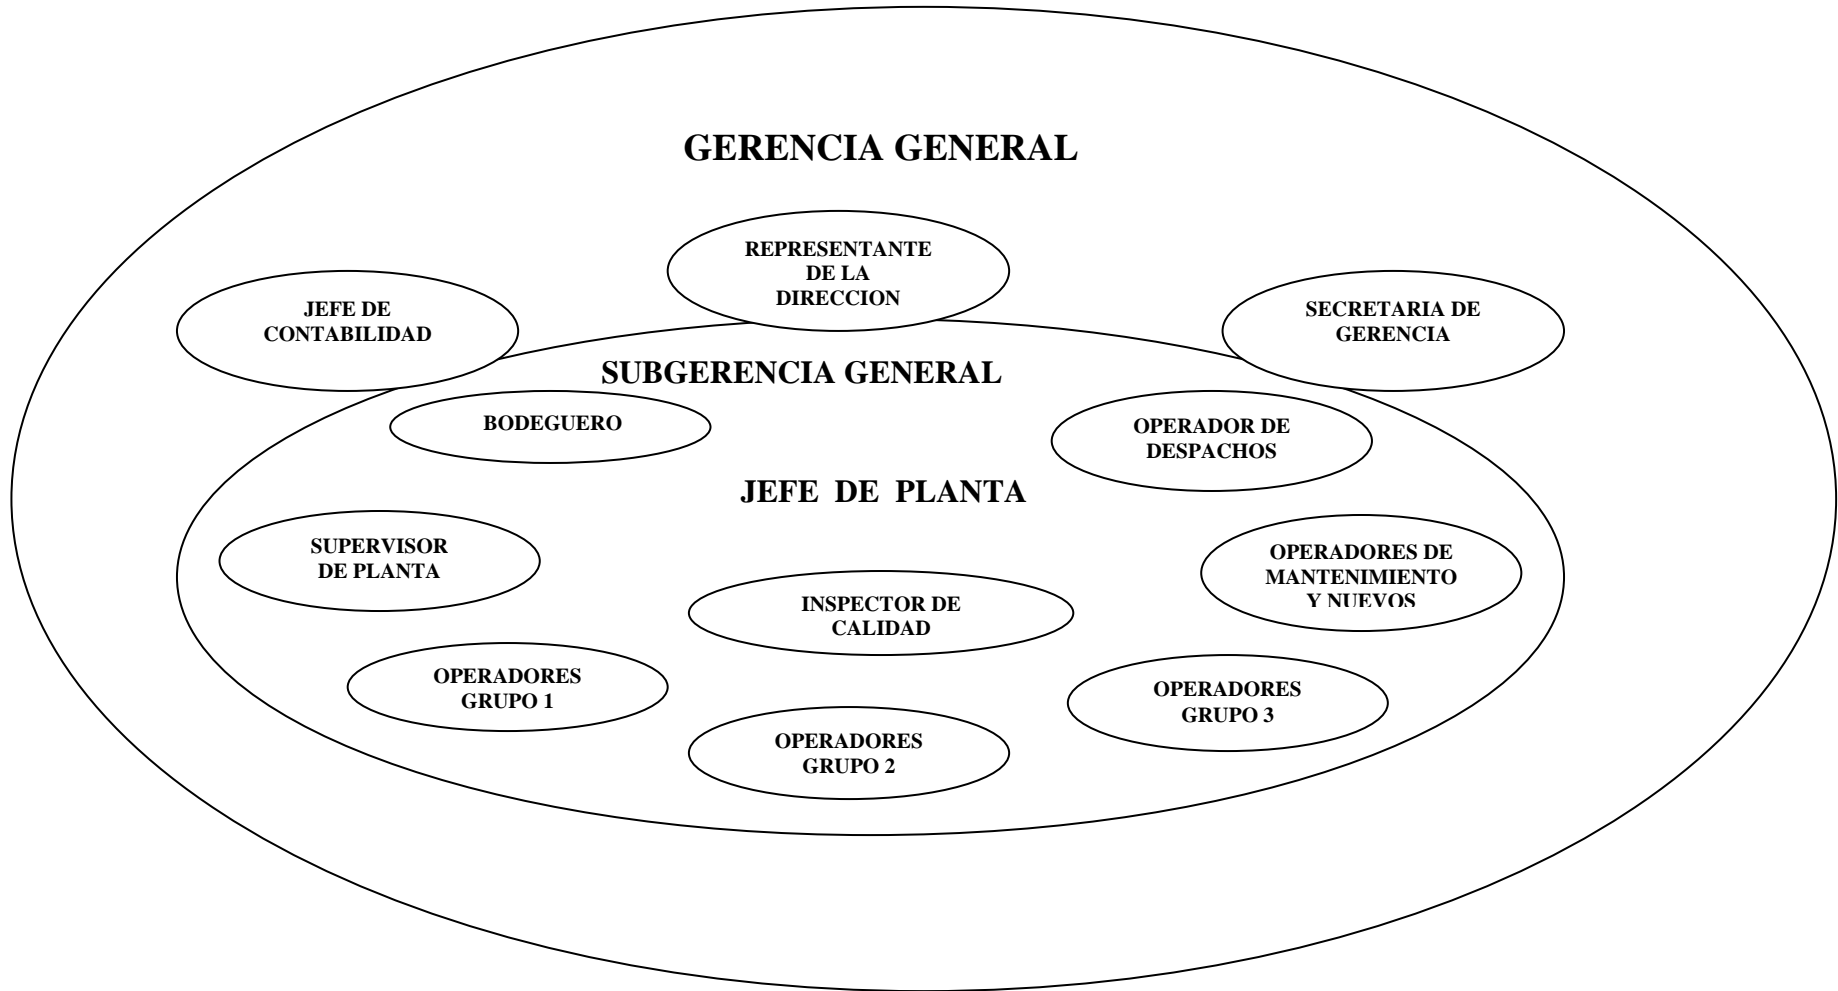 GERENCIA GENERAL
REPRESENTANTE
DE LA
DIRECCION
JEFE DE
CONTABILIDAD
SECRETARIA DE
GERENCIA
SUBGERENCIA GENERAL
BODEGUERO
OPERADOR DE
DESPACHOS
JEFE DE PLANTA
SUPERVISOR
DE PLANTA
OPERADORES DE
MANTENIMIENTO
Y NUEVOS
INSPECTOR DE
CALIDAD
OPERADORES
GRUPO 1
OPERADORES
GRUPO 3
OPERADORES
GRUPO 2